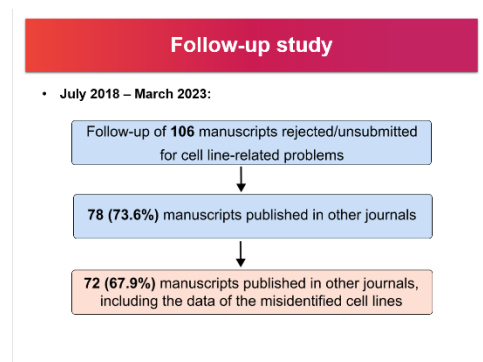 Follow-up study
• July 2018 – March 2023:
Follow-up of 106 manuscripts rejected/unsubmitted
for cell line-related problems
78 (73.6%) manuscripts published in other journals
72 (67.9%) manuscripts published in other journals,
including the data of the misidentified cell lines